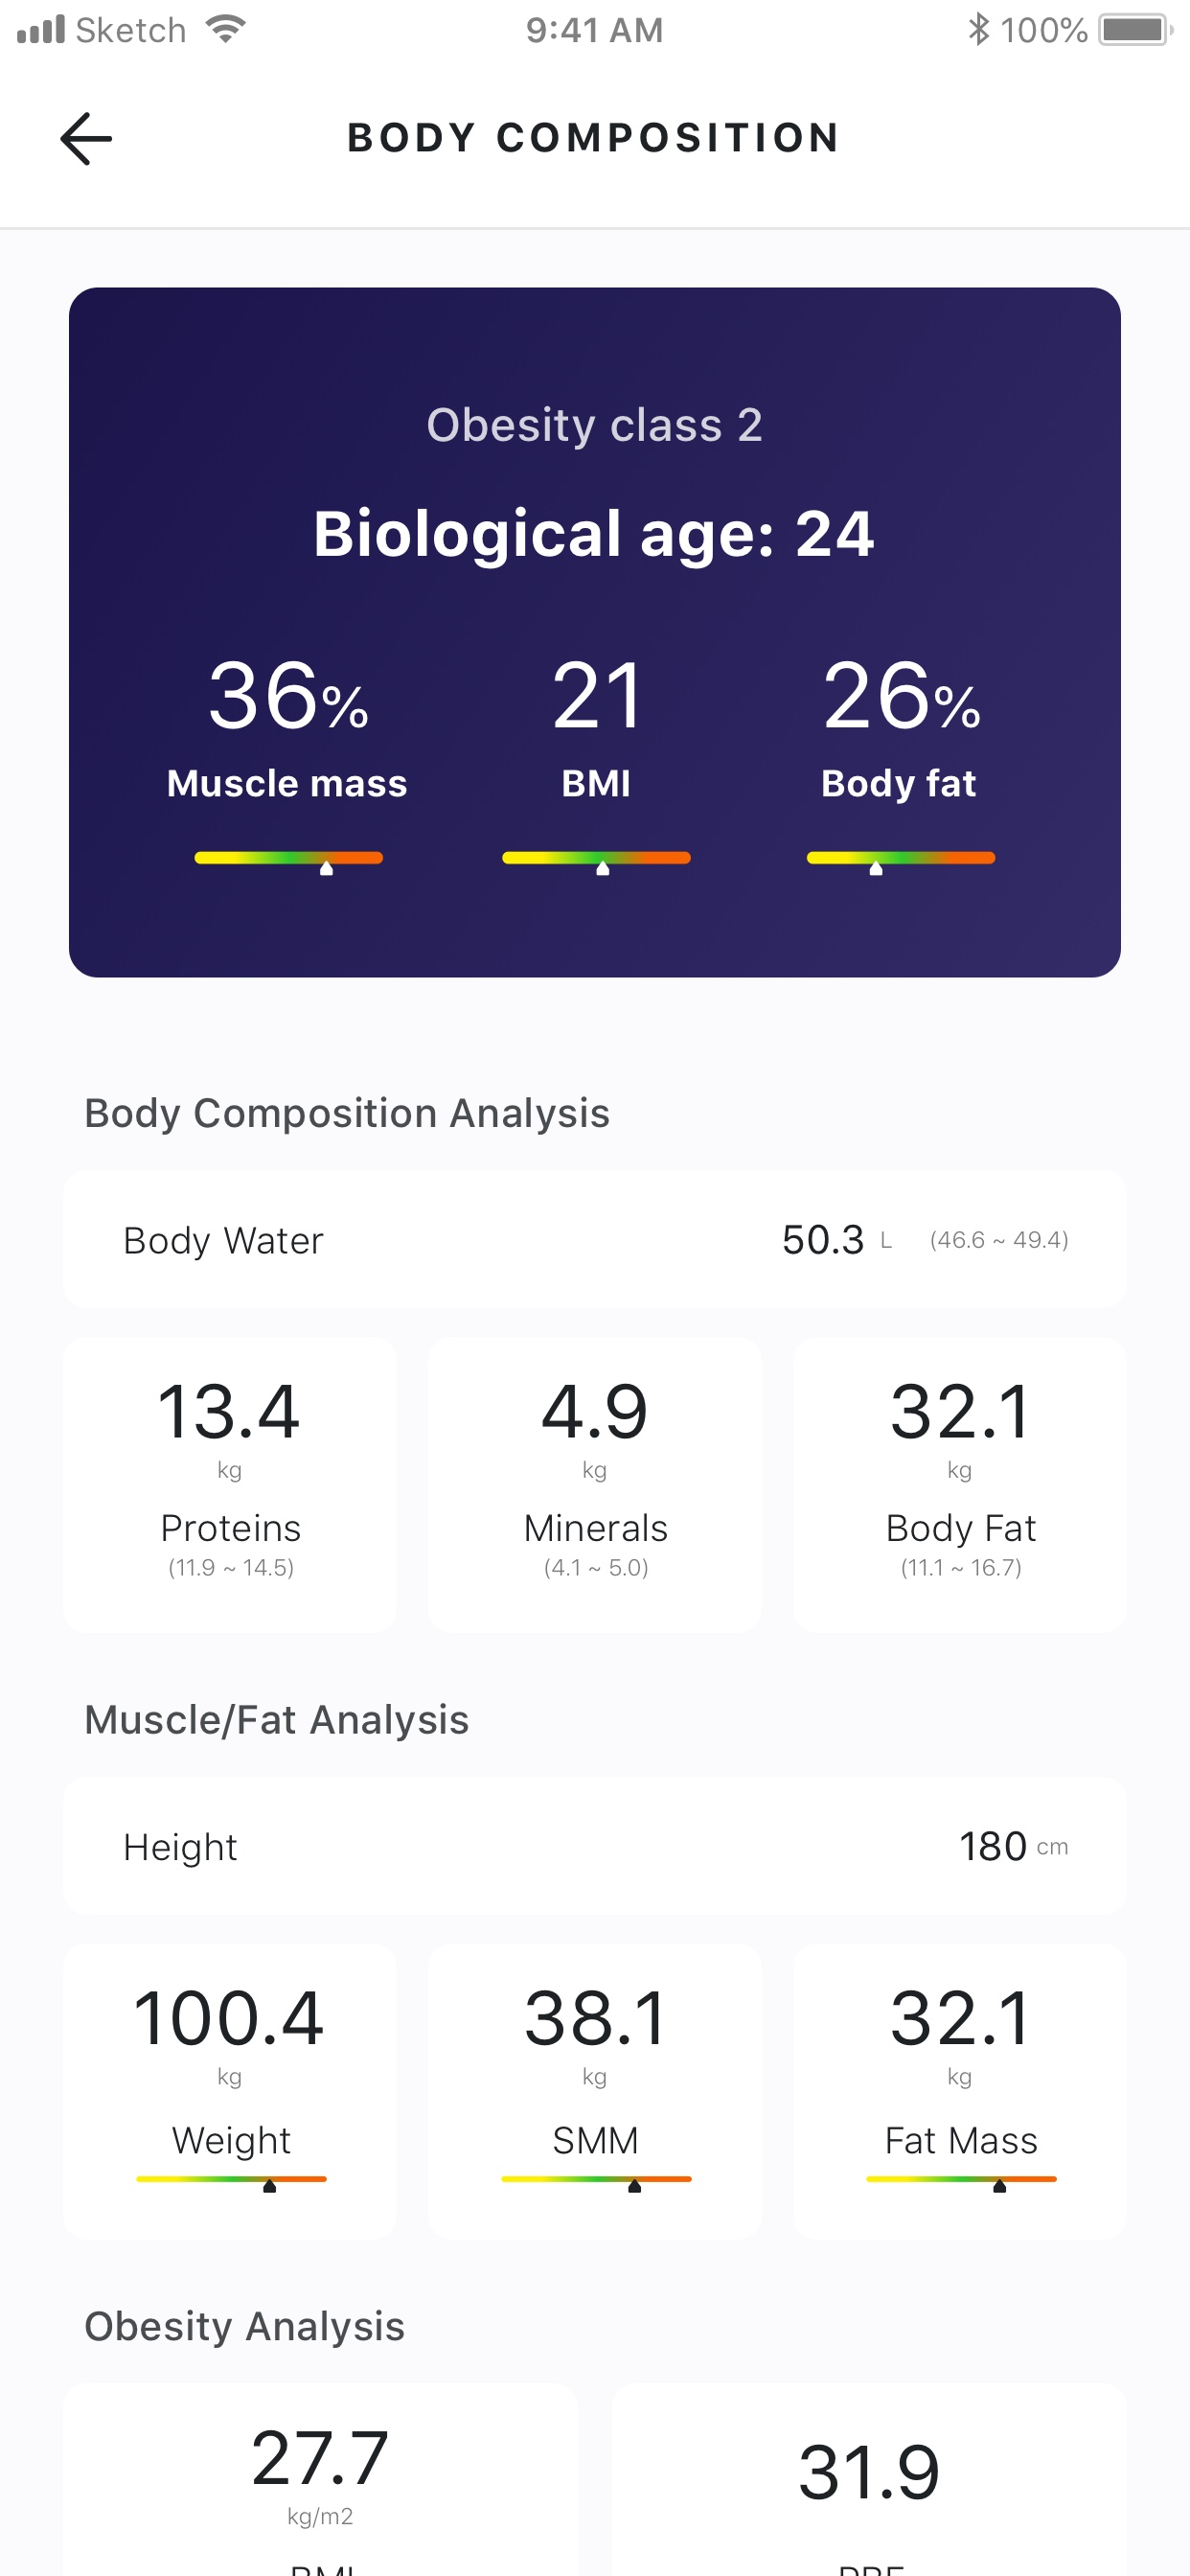 Sketch 9:41 AM 100%
BODY COMPOSITION
Obesity class 2
Biological age: 24
36% 21 26%
Muscle mass BMI Body fat
Body Composition Analysis
Body Water 50.3 L (46.6 ~ 49.4)
13.4 4.9 32.1
kg kg kg
Proteins Minerals Body Fat
(11.9 ~ 14.5) (4.1 ~ 5.0) (11.1 ~ 16.7)
Muscle/Fat Analysis
Height 180 cm
100.4 38.1 32.1
kg kg kg
Weight SMM Fat Mass
Obesity Analysis
27.7 31.9
kg/m2
BMI PBF